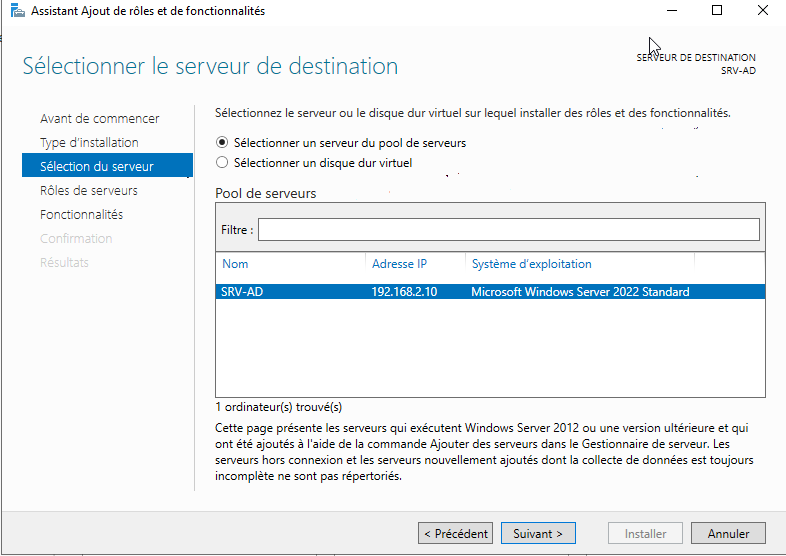 Assistant Ajout de rôles et de fonctionnalités
Sélectionner le serveur de destination
SERVEUR DE DESTINATION
SRV-AD
Avant de commencer
Type d'installation
Sélection du serveur
Rôles de serveurs
Fonctionnalités
Confirmation
Résultats
Sélectionnez le serveur ou le disque dur virtuel sur lequel installer des rôles et des fonctionnalités.
Sélectionner un serveur du pool de serveurs
Sélectionner un disque dur virtuel
Pool de serveurs
Filtre :
Nom Adresse IP Système d'exploitation
SRV-AD 192.168.2.10 Microsoft Windows Server 2022 Standard
1 ordinateur(s) trouvé(s)
Cette page présente les serveurs qui exécutent Windows Server 2012 ou une version ultérieure et qui
ont été ajoutés à l'aide de la commande Ajouter des serveurs dans le Gestionnaire de serveur. Les
serveurs hors connexion et les serveurs nouvellement ajoutés dont la collecte de données est toujours
incomplète ne sont pas répertoriés.
< Précédent Suivant > Installer Annuler